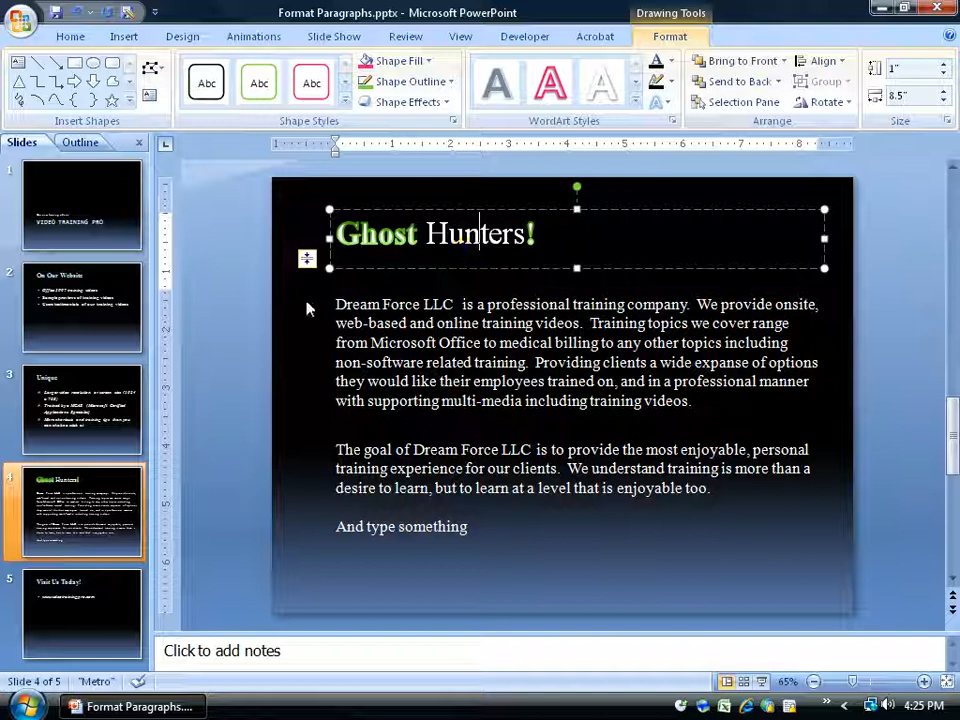 Format Paragraphs.pptx - Microsoft PowerPoint
Drawing Tools
Home Insert Design Animations Slide Show Review View Developer Acrobat Format
Abc Abc Abc
Shape Fill
Shape Outline
Shape Effects
A A A
Bring to Front
Send to Back
Selection Pane
Align
Group
Rotate
1"
8.5"
Insert Shapes Shape Styles WordArt Styles Arrange Size
Slides Outline
1
VIDEO TRAINING PRO
2
On Our Website
3
Unique
4
Ghost Hunters!
5
Visit Us Today!
Ghost Hunters!
Dream Force LLC is a professional training company. We provide onsite,
web-based and online training videos. Training topics we cover range
from Microsoft Office to medical billing to any other topics including
non-software related training. Providing clients a wide expanse of options
they would like their employees trained on, and in a professional manner
with supporting multi-media including training videos.
The goal of Dream Force LLC is to provide the most enjoyable, personal
training experience for our clients. We understand training is more than a
desire to learn, but to learn at a level that is enjoyable too.
And type something
Click to add notes
Slide 4 of 5 "Metro" 65%
Format Paragraphs.... 4:25 PM